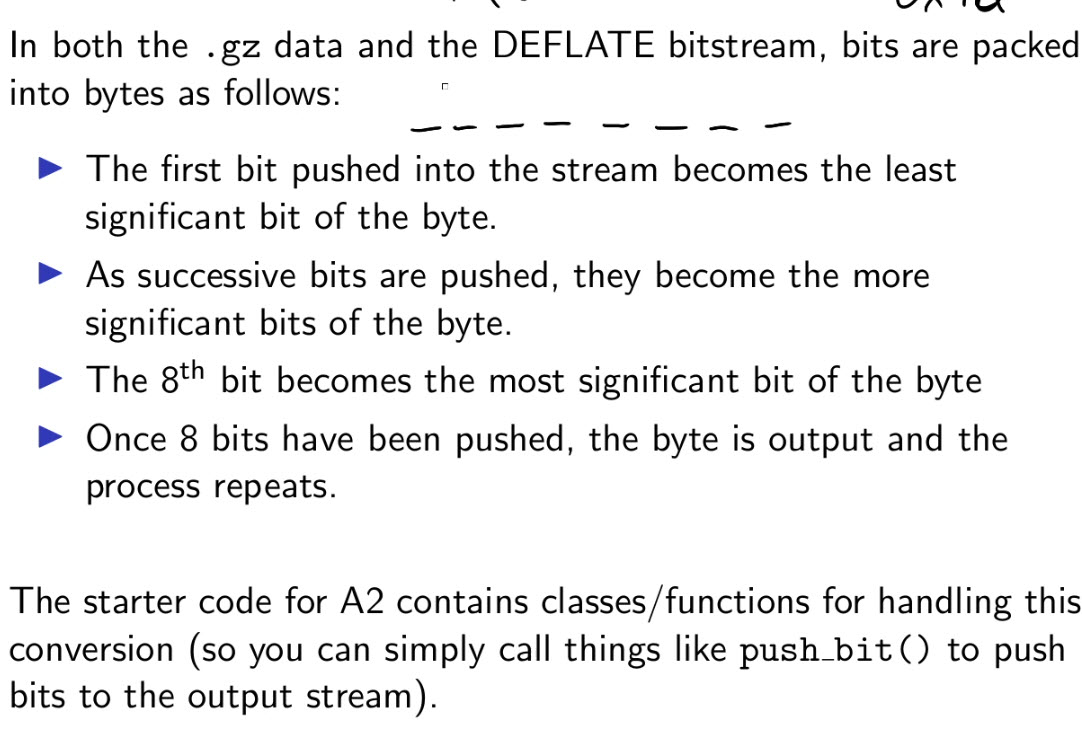 In both the .gz data and the DEFLATE bitstream, bits are packed
into bytes as follows:
▶ The first bit pushed into the stream becomes the least
significant bit of the byte.
▶ As successive bits are pushed, they become the more
significant bits of the byte.
▶ The 8th bit becomes the most significant bit of the byte
▶ Once 8 bits have been pushed, the byte is output and the
process repeats.
The starter code for A2 contains classes/functions for handling this
conversion (so you can simply call things like push_bit() to push
bits to the output stream).